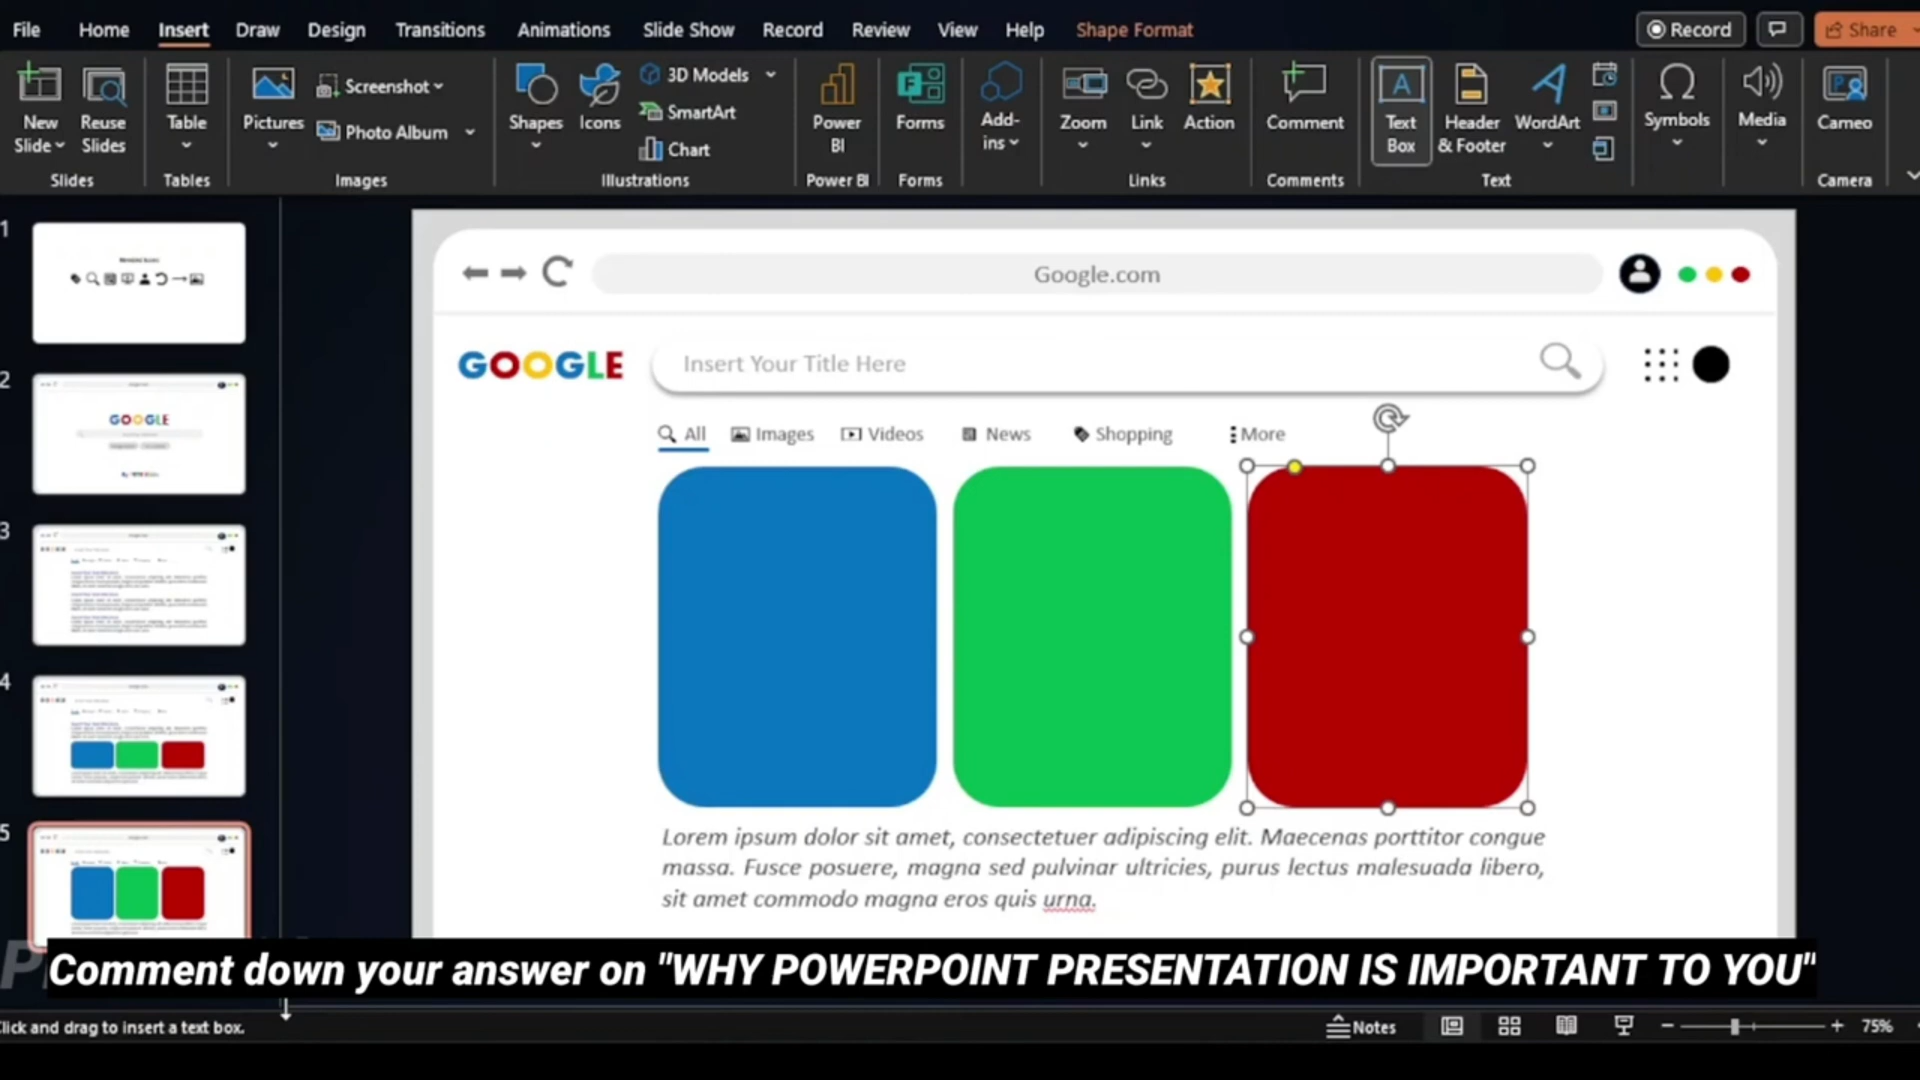 File Home Insert Draw Design Transitions Animations Slide Show Record Review View Help Shape Format Record Share
New Slide
Reuse Slides
Slides
Table
Tables
Pictures
Screenshot
Photo Album
Images
Shapes
Icons
3D Models
SmartArt
Chart
Illustrations
Power BI
Power BI
Forms
Forms
Add-ins
Zoom
Link
Action
Links
Comment
Comments
Text Box
Header & Footer
WordArt
Text
Symbols
Media
Cameo
Camera
1
2
GOOGLE
3
4
5
Google.com
GOOGLE
Insert Your Title Here
All Images Videos News Shopping More
Lorem ipsum dolor sit amet, consectetuer adipiscing elit. Maecenas porttitor congue
massa. Fusce posuere, magna sed pulvinar ultricies, purus lectus malesuada libero,
sit amet commodo magna eros quis urna.
Comment down your answer on "WHY POWERPOINT PRESENTATION IS IMPORTANT TO YOU"
lick and drag to insert a text box.
Notes
75%